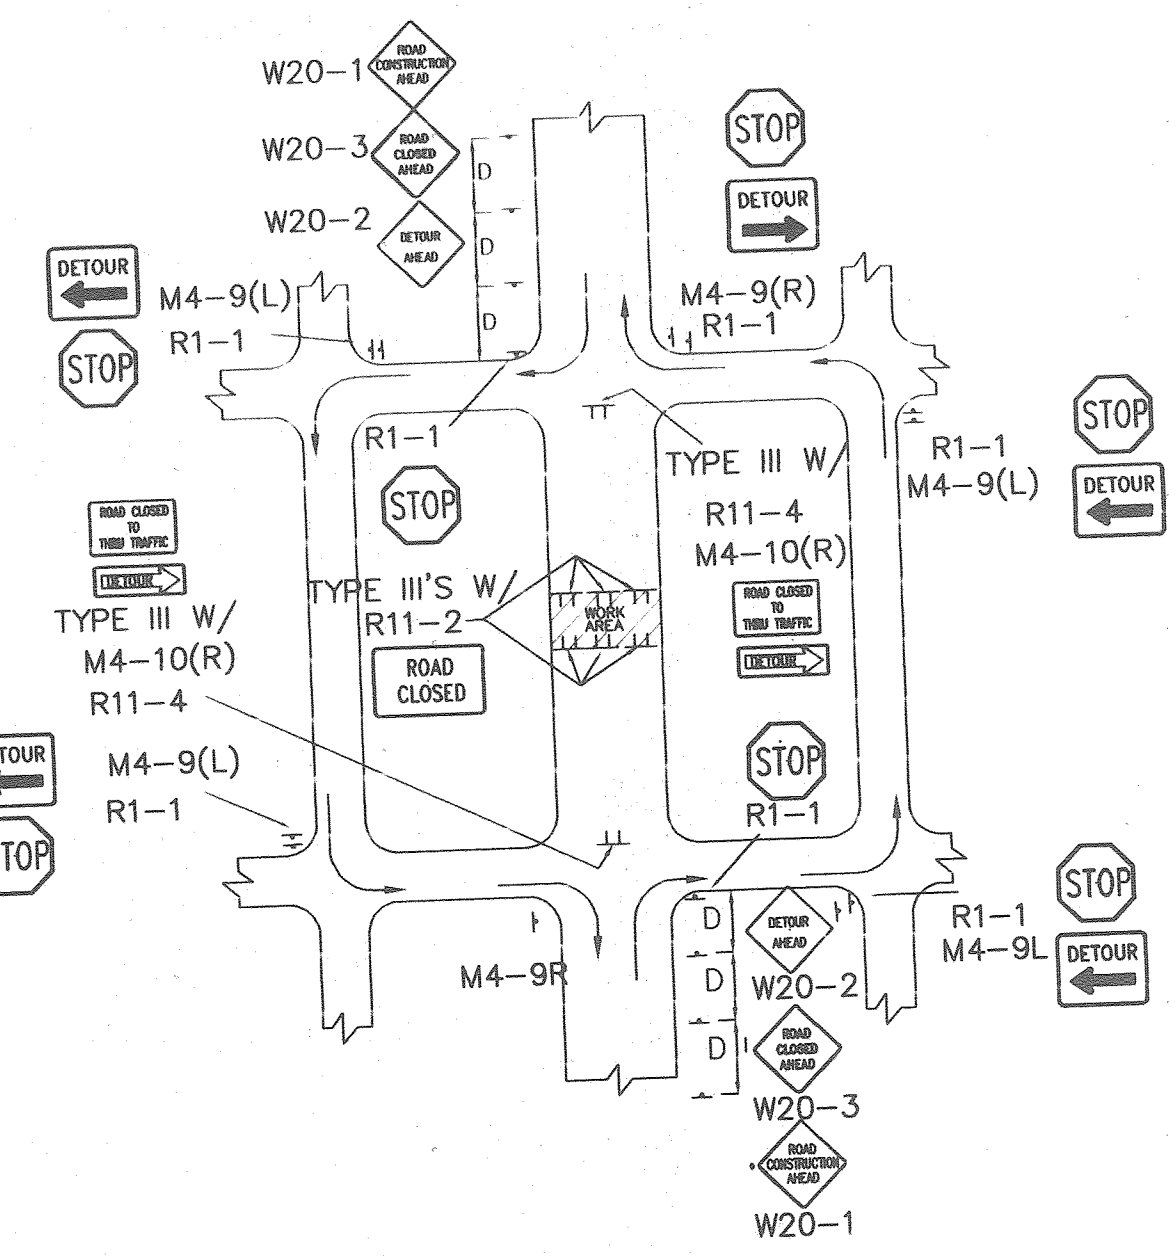 W20-1
ROAD
CONSTRUCTION
AHEAD
W20-3
ROAD
CLOSED
AHEAD
W20-2
DETOUR
AHEAD
D
D
D
STOP
DETOUR
M4-9(R)
R1-1
DETOUR
M4-9(L)
R1-1
STOP
R1-1
STOP
TYPE III W/
R11-4
M4-10(R)
ROAD CLOSED
TO
THRU TRAFFIC
DETOUR
STOP
R1-1
M4-9(L)
DETOUR
ROAD CLOSED
TO
THRU TRAFFIC
DETOUR
TYPE III W/
M4-10(R)
R11-4
TYPE III'S W/
R11-2
ROAD
CLOSED
WORK
AREA
TOUR
M4-9(L)
R1-1
TOP
STOP
R1-1
D
D
D
DETOUR
AHEAD
W20-2
ROAD
CLOSED
AHEAD
W20-3
ROAD
CONSTRUCTION
AHEAD
W20-1
M4-9R
STOP
R1-1
M4-9L
DETOUR